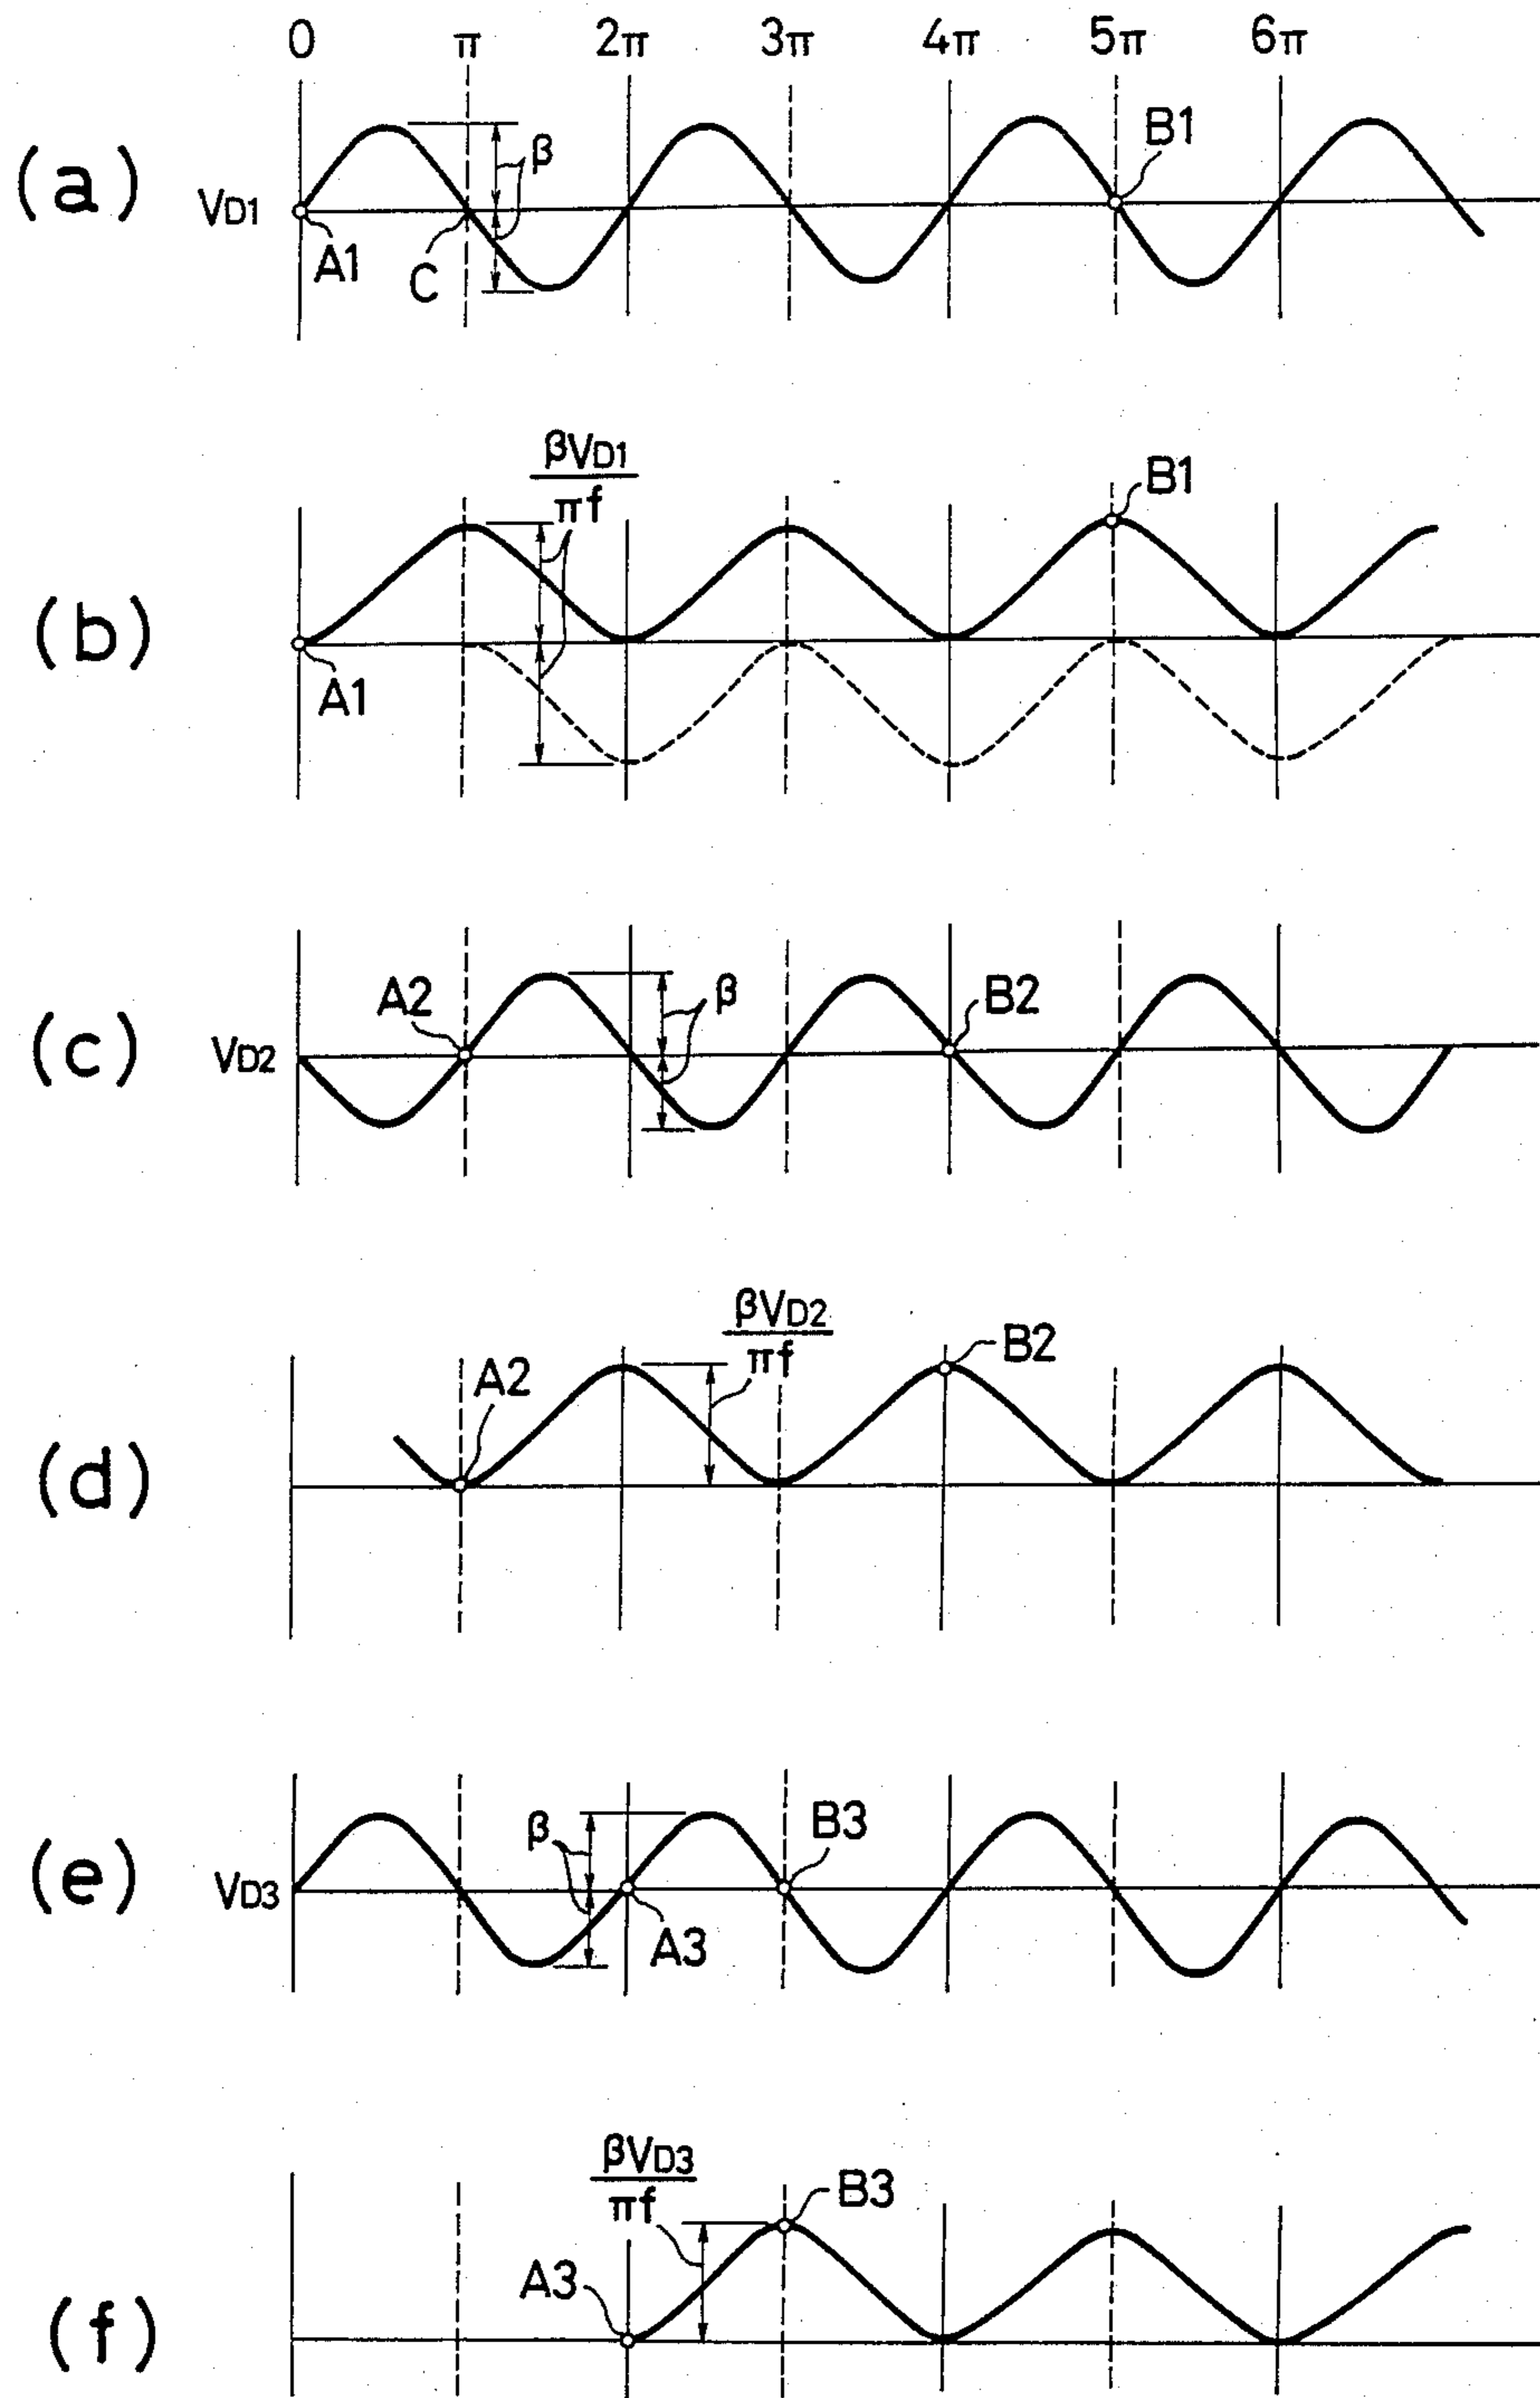 0 π 2π 3π 4π 5π 6π
(a)
VD1
A1
C
β
B1
(b)
βVD1
πf
A1
B1
(c)
VD2
A2
β
B2
(d)
A2
βVD2
πf
B2
(e)
VD3
β
A3
B3
(f)
βVD3
πf
A3
B3